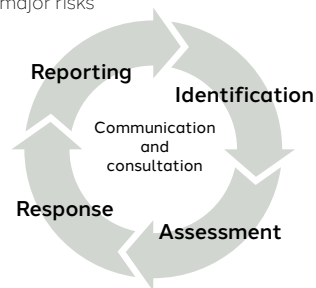 major risks
Reporting
Identification
Communication
and
consultation
Response
Assessment